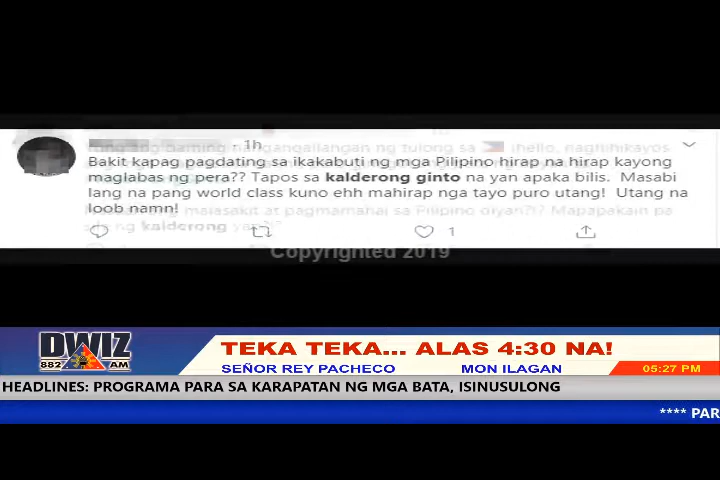 1h
Bakit kapag pagdating sa ikakabuti ng mga Pilipino hirap na hirap kayong
maglabas ng pera?? Tapos sa kalderong ginto na yan apaka bilis. Masabi
lang na pang world class kuno ehh mahirap nga tayo puro utang! Utang na
loob namn!
1
Copyrighted 2019
DWIZ
882 AM
TEKA TEKA... ALAS 4:30 NA!
SEÑOR REY PACHECO MON ILAGAN
05:27 PM
HEADLINES: PROGRAMA PARA SA KARAPATAN NG MGA BATA, ISINUSULONG
**** PAR